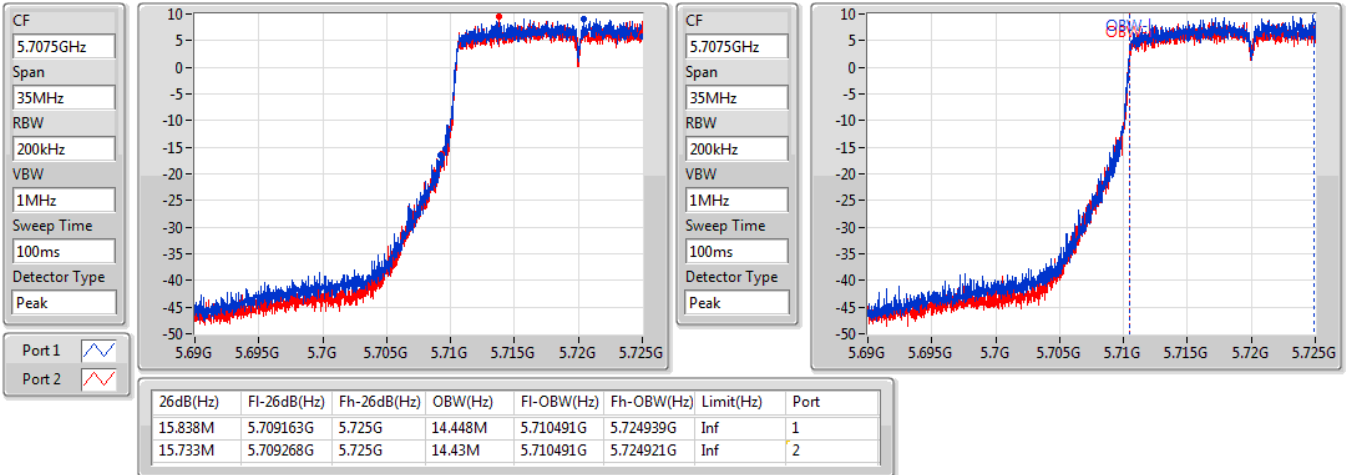 CF
5.7075GHz
Span
35MHz
RBW
200kHz
VBW
1MHz
Sweep Time
100ms
Detector Type
Peak
Port 1
Port 2
10
5
0
-5
-10
-15
-20
-25
-30
-35
-40
-45
-50
5.69G 5.695G 5.7G 5.705G 5.71G 5.715G 5.72G 5.725G
CF
5.7075GHz
Span
35MHz
RBW
200kHz
VBW
1MHz
Sweep Time
100ms
Detector Type
Peak
10
5
0
-5
-10
-15
-20
-25
-30
-35
-40
-45
-50
5.69G 5.695G 5.7G 5.705G 5.71G 5.715G 5.72G 5.725G
26dB(Hz) Fl-26dB(Hz) Fh-26dB(Hz) OBW(Hz) Fl-OBW(Hz) Fh-OBW(Hz) Limit(Hz) Port
15.838M 5.709163G 5.725G 14.448M 5.710491G 5.724939G Inf 1
15.733M 5.709268G 5.725G 14.43M 5.710491G 5.724921G Inf 2